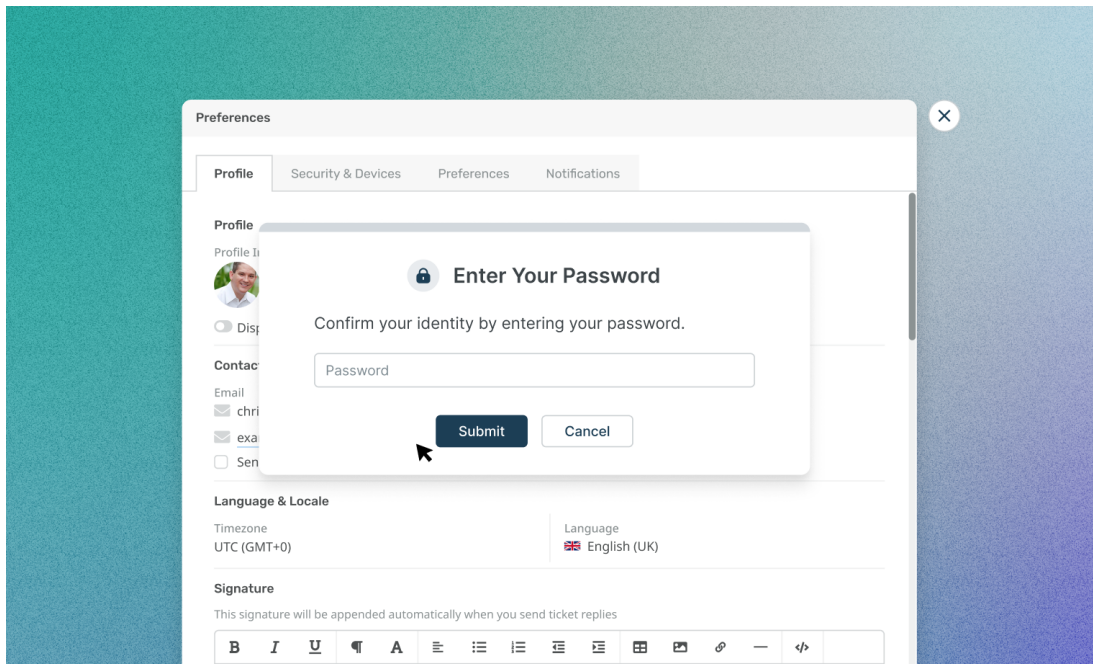 Preferences
Profile Security & Devices Preferences Notifications
Profile
Profile
Enter Your Password
Confirm your identity by entering your password.
Password
Submit Cancel
Email
Language & Locale
Timezone Language
UTC (GMT+0) English (UK)
Signature
This signature will be appended automatically when you send ticket replies
B I U ¶ A </>